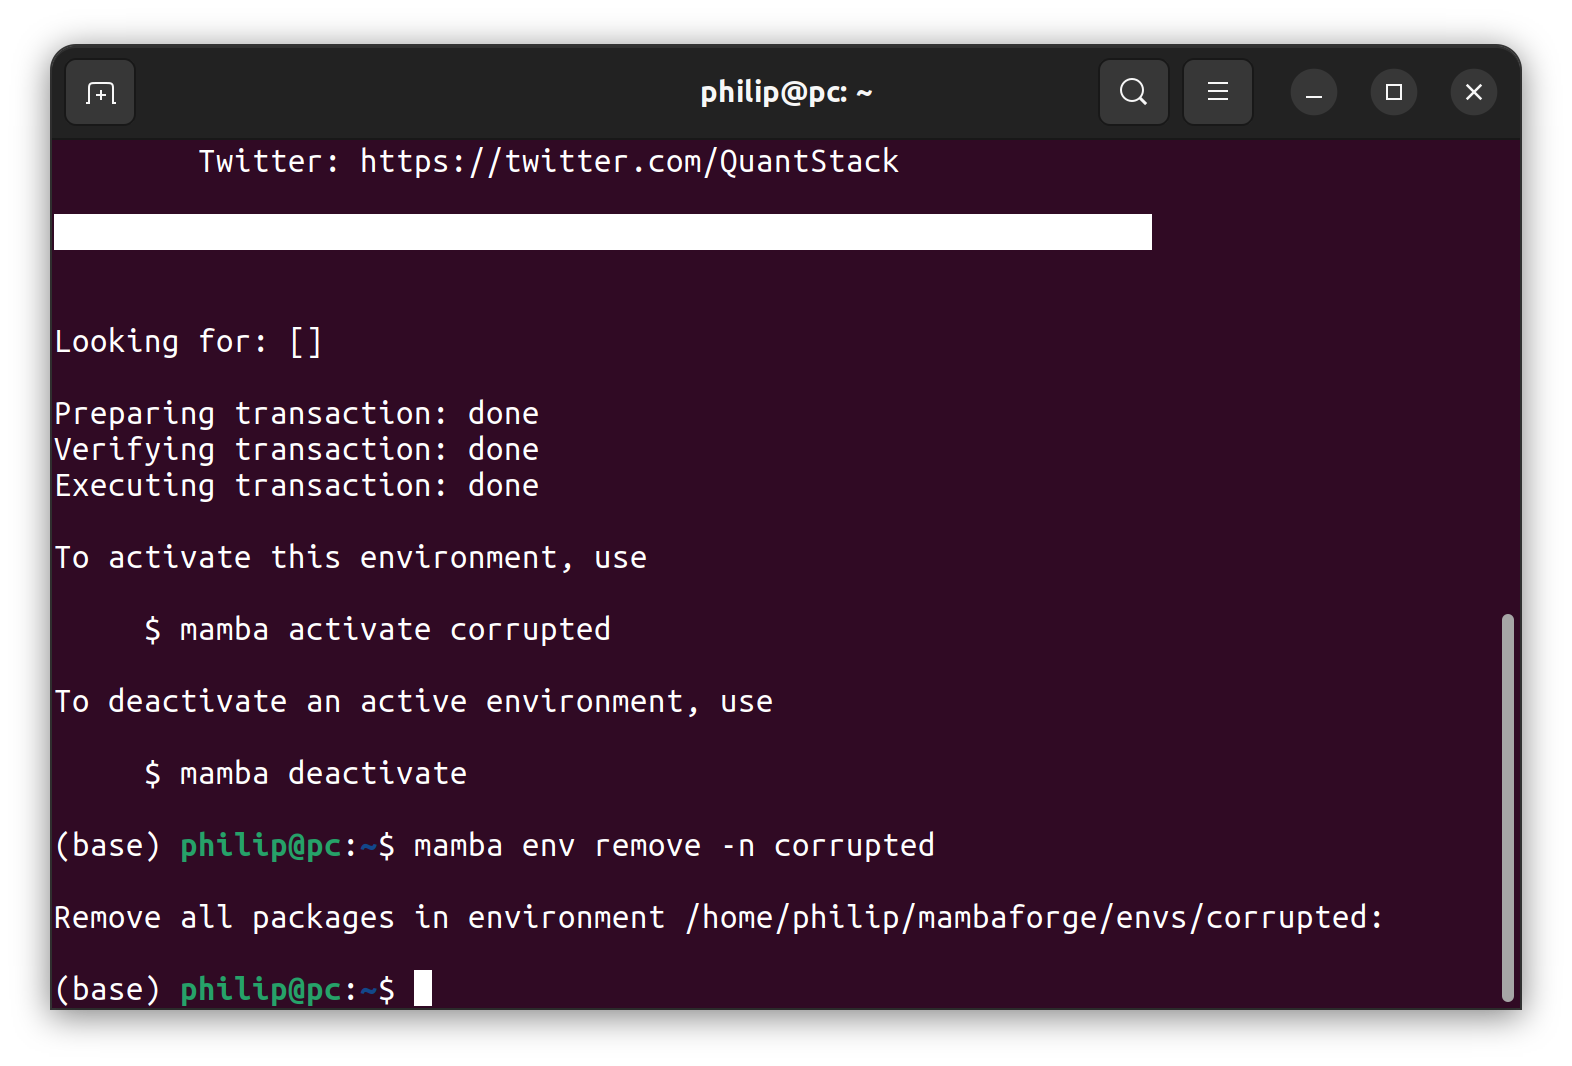 philip@pc: ~
Twitter: https://twitter.com/QuantStack
Looking for: []
Preparing transaction: done
Verifying transaction: done
Executing transaction: done
To activate this environment, use
$ mamba activate corrupted
To deactivate an active environment, use
$ mamba deactivate
(base) philip@pc:~$ mamba env remove -n corrupted
Remove all packages in environment /home/philip/mambaforge/envs/corrupted:
(base) philip@pc:~$